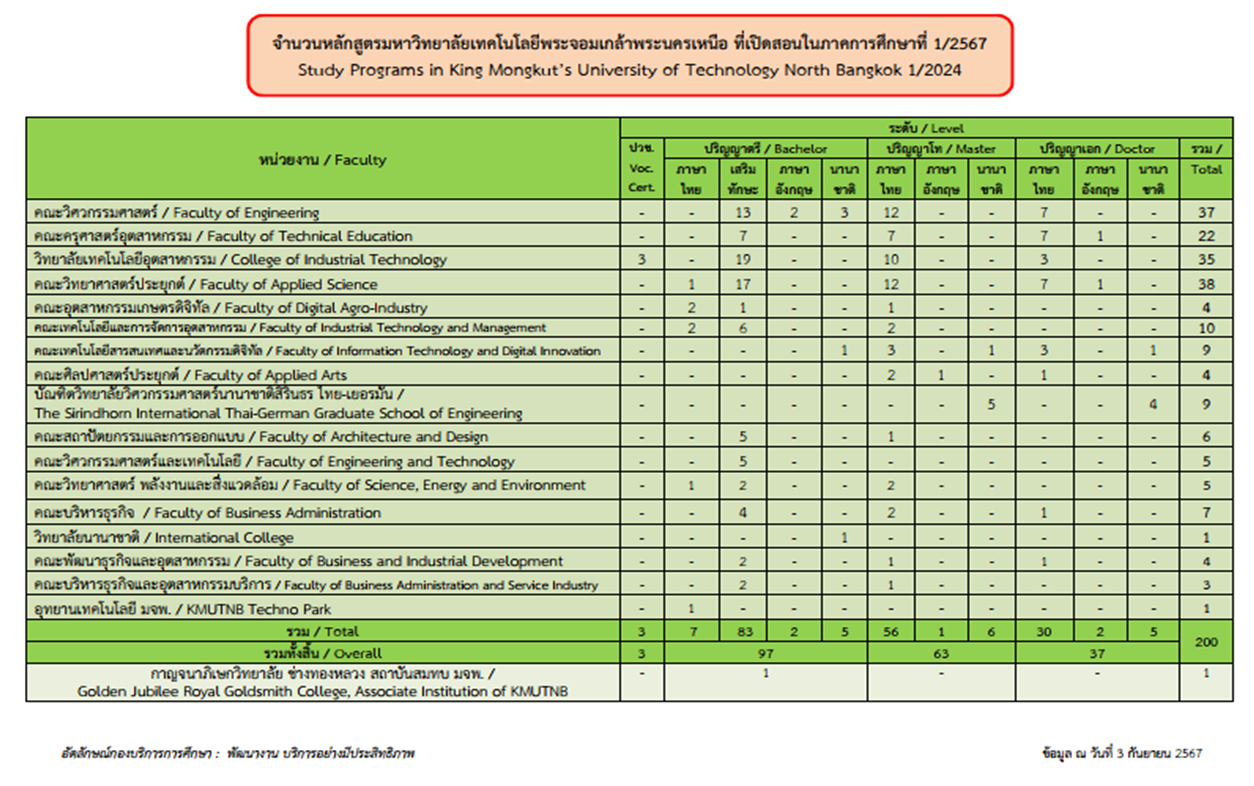 จำนวนหลักสูตรมหาวิทยาลัยเทคโนโลยีพระจอมเกล้าพระนครเหนือ ที่เปิดสอนในภาคการศึกษาที่ 1/2567
Study Programs in King Mongkut's University of Technology North Bangkok 1/2024
หน่วยงาน / Faculty
ระดับ / Level
ปวช. Voc. Cert.
ปริญญาตรี / Bachelor ปริญญาโท / Master ปริญญาเอก / Doctor รวม / Total
ภาษาไทย เสริมทักษะ ภาษาอังกฤษ นานาชาติ ภาษาไทย ภาษาอังกฤษ นานาชาติ ภาษาไทย ภาษาอังกฤษ นานาชาติ
คณะวิศวกรรมศาสตร์ / Faculty of Engineering - - 13 2 3 12 - - 7 - - 37
คณะครุศาสตร์อุตสาหกรรม / Faculty of Technical Education - - 7 - - 7 - - 7 1 - 22
วิทยาลัยเทคโนโลยีอุตสาหกรรม / College of Industrial Technology 3 - 19 - - 10 - - 3 - - 35
คณะวิทยาศาสตร์ประยุกต์ / Faculty of Applied Science - 1 17 - - 12 - - 7 1 - 38
คณะอุตสาหกรรมเกษตรดิจิทัล / Faculty of Digital Agro-Industry - 2 1 - - 1 - - - - - 4
คณะเทคโนโลยีและการจัดการอุตสาหกรรม / Faculty of Industrial Technology and Management - 2 6 - - 2 - - - - - 10
คณะเทคโนโลยีสารสนเทศและนวัตกรรมดิจิทัล / Faculty of Information Technology and Digital Innovation - - - - 1 3 - 1 3 - 1 9
คณะศิลปศาสตร์ประยุกต์ / Faculty of Applied Arts - - - - - 2 1 - 1 - - 4
บัณฑิตวิทยาลัยวิศวกรรมศาสตร์นานาชาติสิรินธร ไทย-เยอรมัน /
The Sirindhorn International Thai-German Graduate School of Engineering - - - - - - - 5 - - 4 9
คณะสถาปัตยกรรมและการออกแบบ / Faculty of Architecture and Design - - 5 - - 1 - - - - - 6
คณะวิศวกรรมศาสตร์และเทคโนโลยี / Faculty of Engineering and Technology - - 5 - - - - - - - - 5
คณะวิทยาศาสตร์ พลังงานและสิ่งแวดล้อม / Faculty of Science, Energy and Environment - 1 2 - - 2 - - - - - 5
คณะบริหารธุรกิจ / Faculty of Business Administration - - 4 - - 2 - - 1 - - 7
วิทยาลัยนานาชาติ / International College - - - - 1 - - - - - - 1
คณะพัฒนาธุรกิจและอุตสาหกรรม / Faculty of Business and Industrial Development - - 2 - - 1 - - 1 - - 4
คณะบริหารธุรกิจและอุตสาหกรรมบริการ / Faculty of Business Administration and Service Industry - - 2 - - 1 - - - - - 3
อุทยานเทคโนโลยี มจพ. / KMUTNB Techno Park - 1 - - - - - - - - - 1
รวม / Total 3 7 83 2 5 56 1 6 30 2 5 200
รวมทั้งสิ้น / Overall 3 97 63 37
กาญจนาภิเษกวิทยาลัย ช่างทองหลวง สถาบันสมทบ มจพ. /
Golden Jubilee Royal Goldsmith College, Associate Institution of KMUTNB - 1 - - 1
อัตลักษณ์กองบริการการศึกษา : พัฒนางาน บริการอย่างมีประสิทธิภาพ
ข้อมูล ณ วันที่ 3 กันยายน 2567